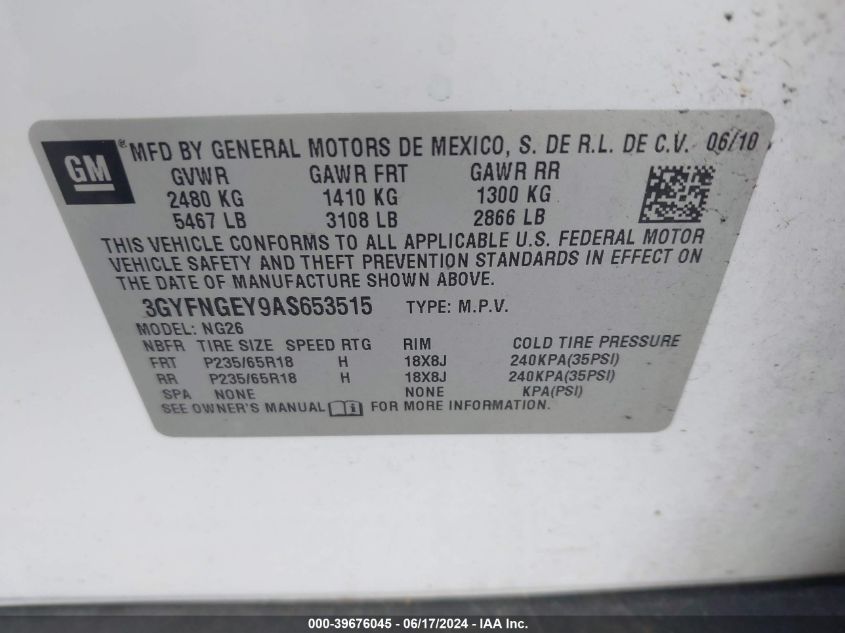 GM ® MFD BY GENERAL MOTORS DE MEXICO, S. DE R.L. DE C.V. 06/10
GVWR GAWR FRT GAWR RR
2480 KG 1410 KG 1300 KG
5467 LB 3108 LB 2866 LB
THIS VEHICLE CONFORMS TO ALL APPLICABLE U.S. FEDERAL MOTOR
VEHICLE SAFETY AND THEFT PREVENTION STANDARDS IN EFFECT ON
THE DATE OF MANUFACTURE SHOWN ABOVE.
3GYFNGEY9AS653515 TYPE: M.P.V.
MODEL: NG26
NBFR TIRE SIZE SPEED RTG RIM COLD TIRE PRESSURE
FRT P235/65R18 H 18X8J 240KPA(35PSI)
RR P235/65R18 H 18X8J 240KPA(35PSI)
SPA NONE NONE KPA(PSI)
SEE OWNER'S MANUAL i FOR MORE INFORMATION.
000-39676045 - 06/17/2024 - IAA Inc.